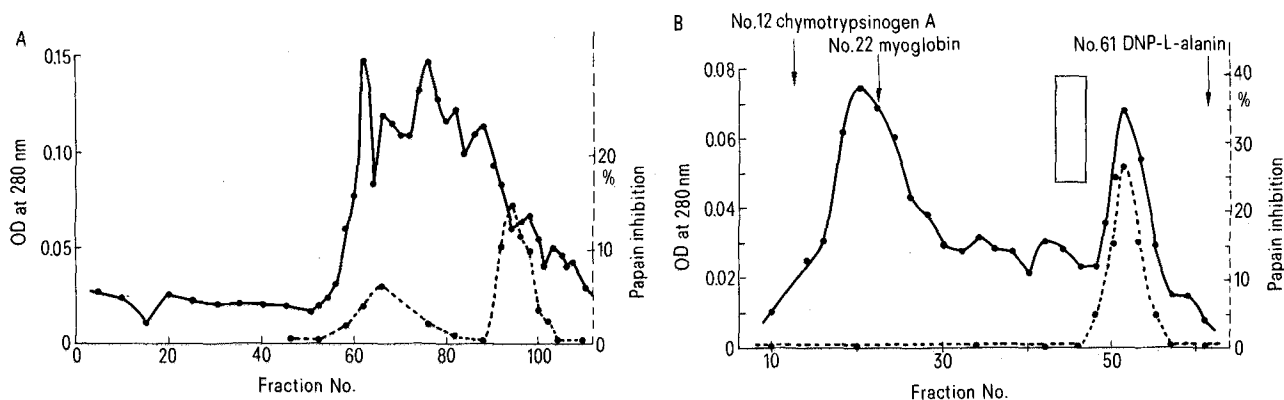 A
0.15
0.10
0.05
0
OD at 280 nm
0 20 40 60 80 100
Fraction No.
20
%
10
0
Papain inhibition
B
No.12 chymotrypsinogen A
No.22 myoglobin
No.61 DNP-L-alanin
0.08
0.06
0.04
0.02
0
OD at 280 nm
10 30 50
Fraction No.
40
%
30
20
10
0
Papain inhibition